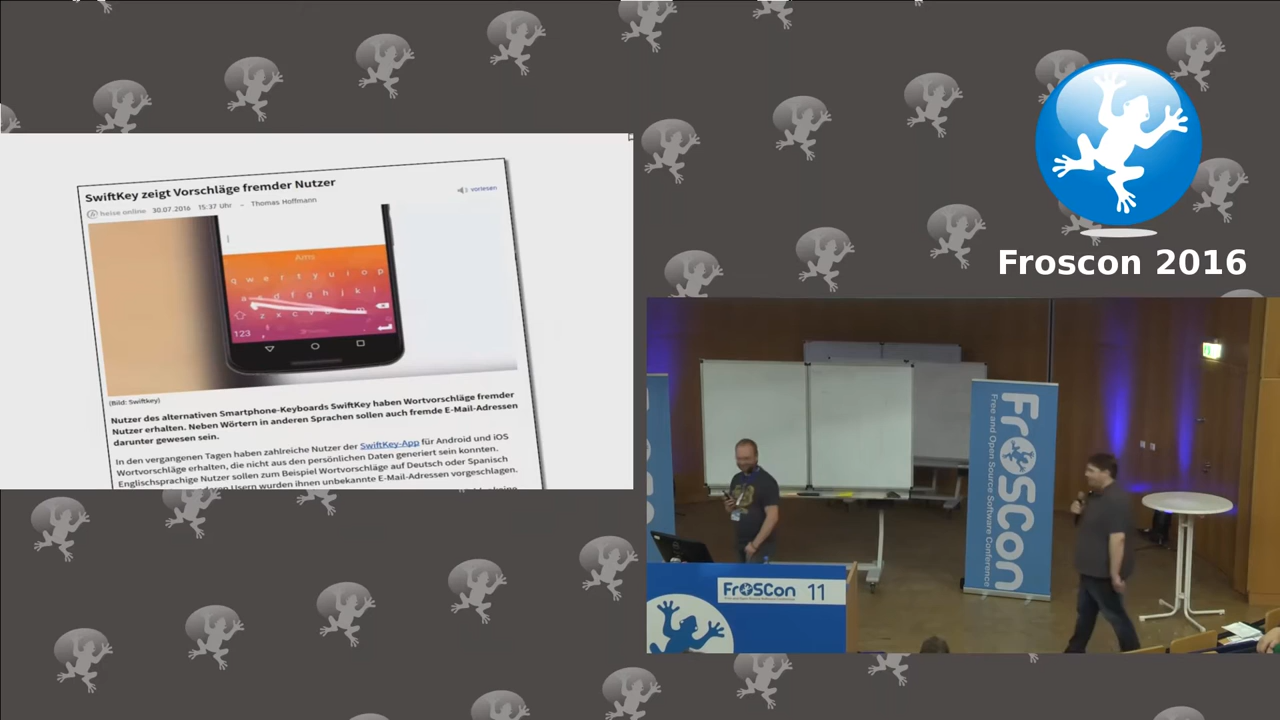 SwiftKey zeigt Vorschläge fremder Nutzer
heise online 30.07.2016 15:37 Uhr – Thomas Hoffmann
vorlesen
Ams
q w e r t y u i o p
a s d f g h j k l
z x c v b n m
123
(Bild: Swiftkey)
Nutzer des alternativen Smartphone-Keyboards SwiftKey haben Wortvorschläge fremder
Nutzer erhalten. Neben Wörtern in anderen Sprachen sollen auch fremde E-Mail-Adressen
darunter gewesen sein.
In den vergangenen Tagen haben zahlreiche Nutzer der SwiftKey-App für Android und iOS
Wortvorschläge erhalten, die nicht aus den persönlichen Daten generiert sein konnten.
Englischsprachige Nutzer sollen zum Beispiel Wortvorschläge auf Deutsch oder Spanisch
Usern wurden ihnen unbekannte E-Mail-Adressen vorgeschlagen.
Froscon 2016
FrOSCon
Free and Open Source Software Conference
FrOSCon 11